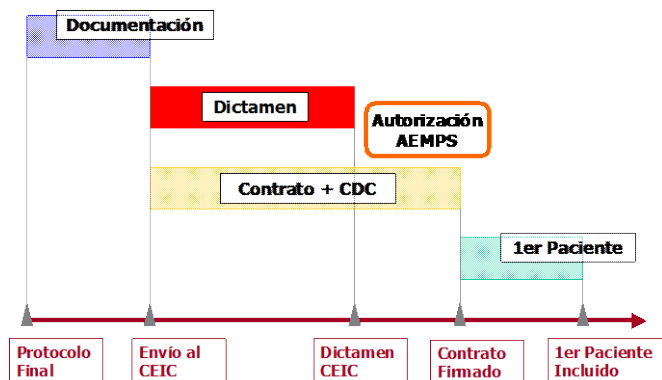 Documentación
Dictamen
Autorización
AEMPS
Contrato + CDC
1er Paciente
Protocolo
Final
Envío al
CEIC
Dictamen
CEIC
Contrato
Firmado
1er Paciente
Incluido